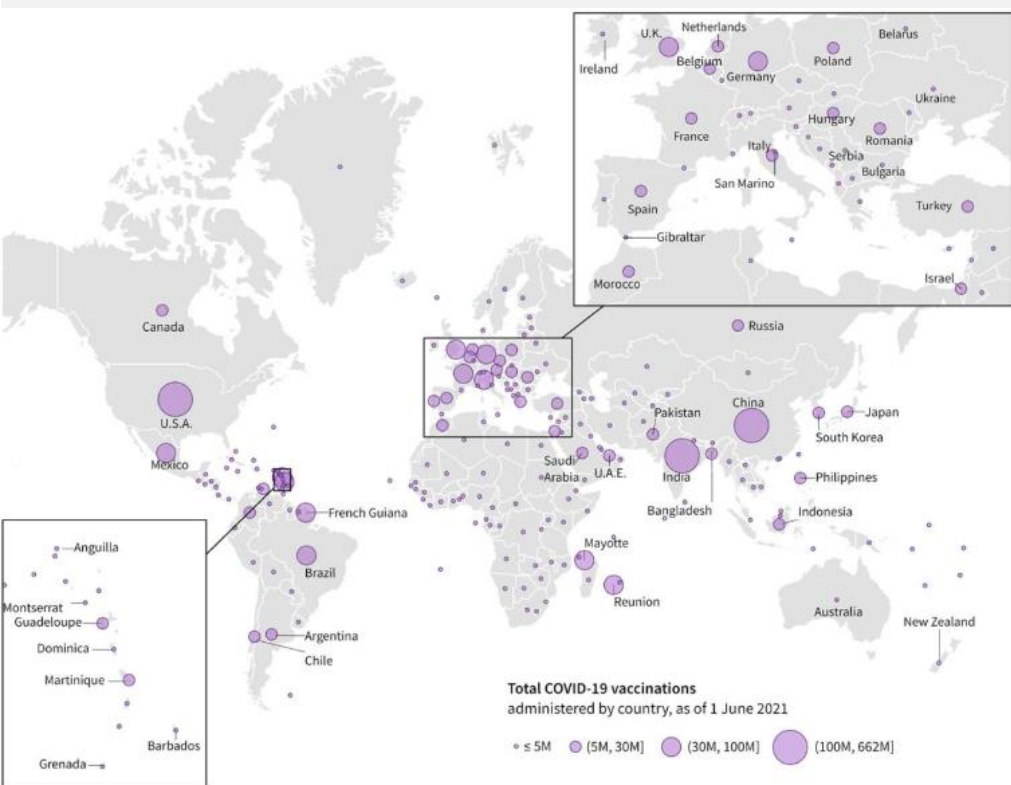 U.K.
Netherlands
Belarus
Ireland
Belgium
Germany
Poland
Ukraine
France
Hungary
Romania
Italy
Serbia
San Marino
Bulgaria
Spain
Turkey
Gibraltar
Morocco
Israel
Canada
Russia
U.S.A.
Mexico
China
Pakistan
Japan
South Korea
Saudi
Arabia
U.A.E.
India
Philippines
Bangladesh
Indonesia
French Guiana
Mayotte
Brazil
Reunion
Australia
New Zealand
Argentina
Chile
Anguilla
Montserrat
Guadeloupe
Dominica
Martinique
Barbados
Grenada
Total COVID-19 vaccinations
administered by country, as of 1 June 2021
≤ 5M (5M, 30M] (30M, 100M] (100M, 662M]